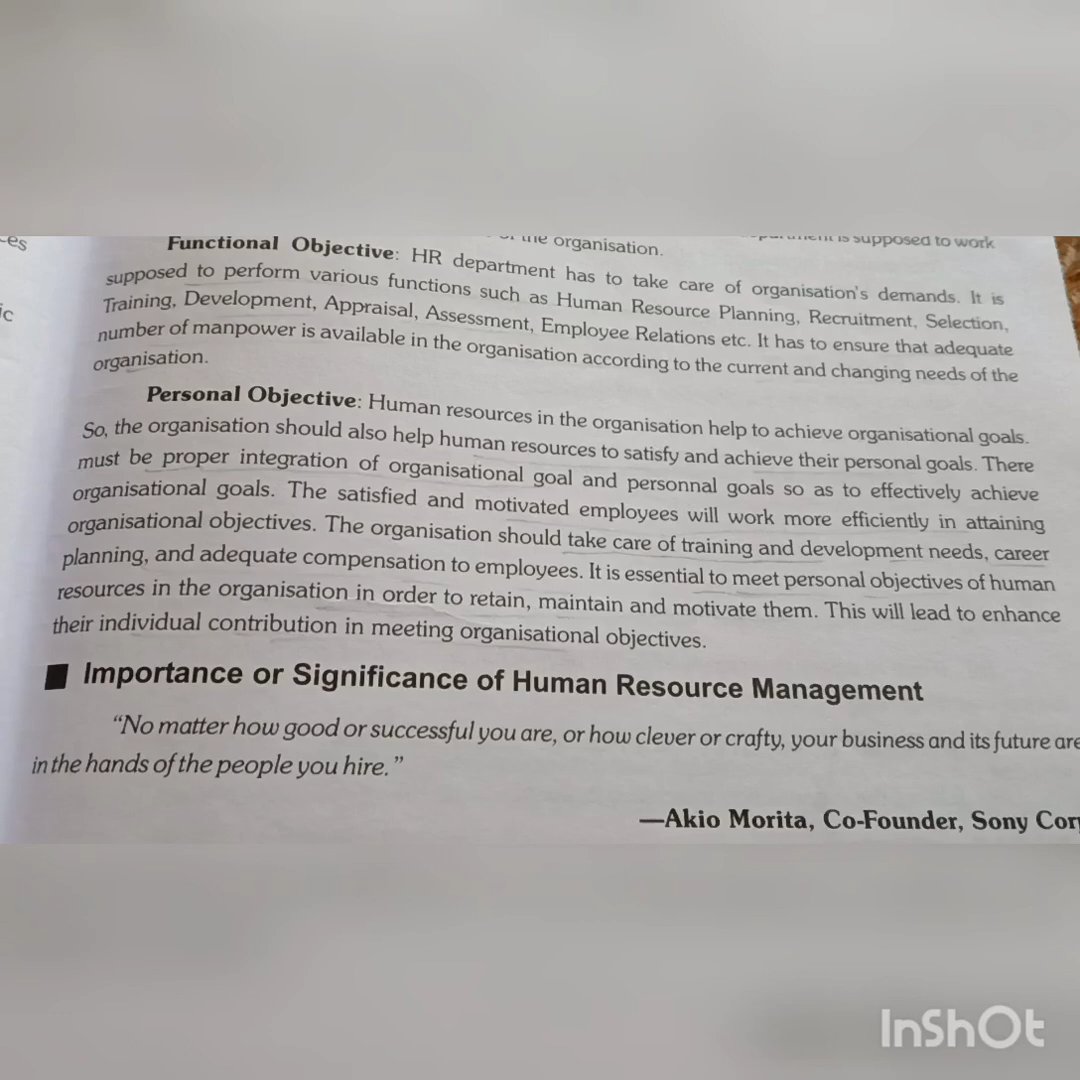 es
the organisation.
is supposed to work
Functional Objective: HR department has to take care of organisation's demands. It is
supposed to perform various functions such as Human Resource Planning, Recruitment, Selection,
ic
Training, Development, Appraisal, Assessment, Employee Relations etc. It has to ensure that adequate
number of manpower is available in the organisation according to the current and changing needs of the
organisation.
Personal Objective: Human resources in the organisation help to achieve organisational goals.
So, the organisation should also help human resources to satisfy and achieve their personal goals. There
must be proper integration of organisational goal and personnal goals so as to effectively achieve
organisational goals. The satisfied and motivated employees will work more efficiently in attaining
organisational objectives. The organisation should take care of training and development needs, career
planning, and adequate compensation to employees. It is essential to meet personal objectives of human
resources in the organisation in order to retain, maintain and motivate them. This will lead to enhance
their individual contribution in meeting organisational objectives.
■ Importance or Significance of Human Resource Management
“No matter how good or successful you are, or how clever or crafty, your business and its future are
in the hands of the people you hire.”
—Akio Morita, Co-Founder, Sony Corp
InShOt